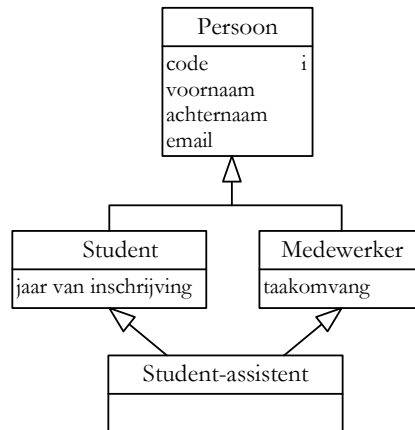 Persoon
code i
voornaam
achternaam
email
Student
jaar van inschrijving
Medewerker
taakomvang
Student-assistent